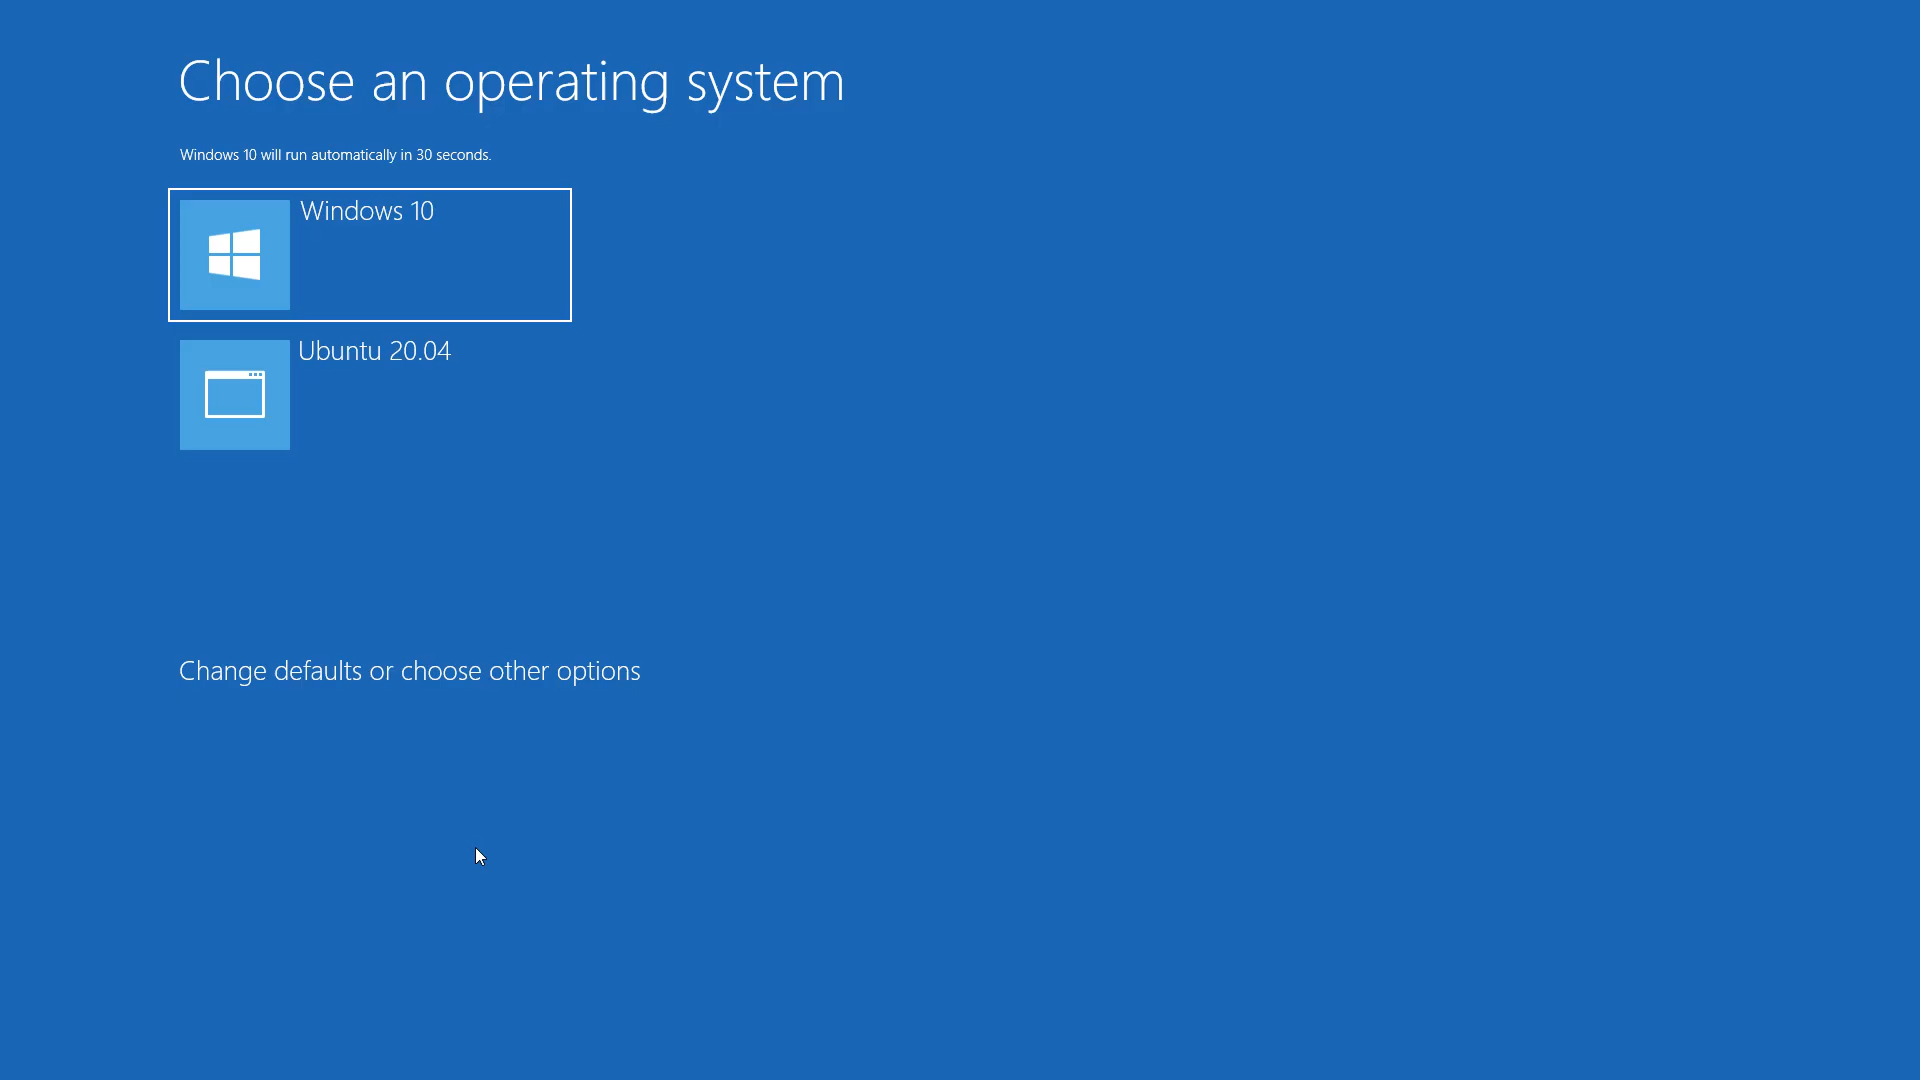 Choose an operating system
Windows 10 will run automatically in 30 seconds.
Windows 10
Ubuntu 20.04
Change defaults or choose other options